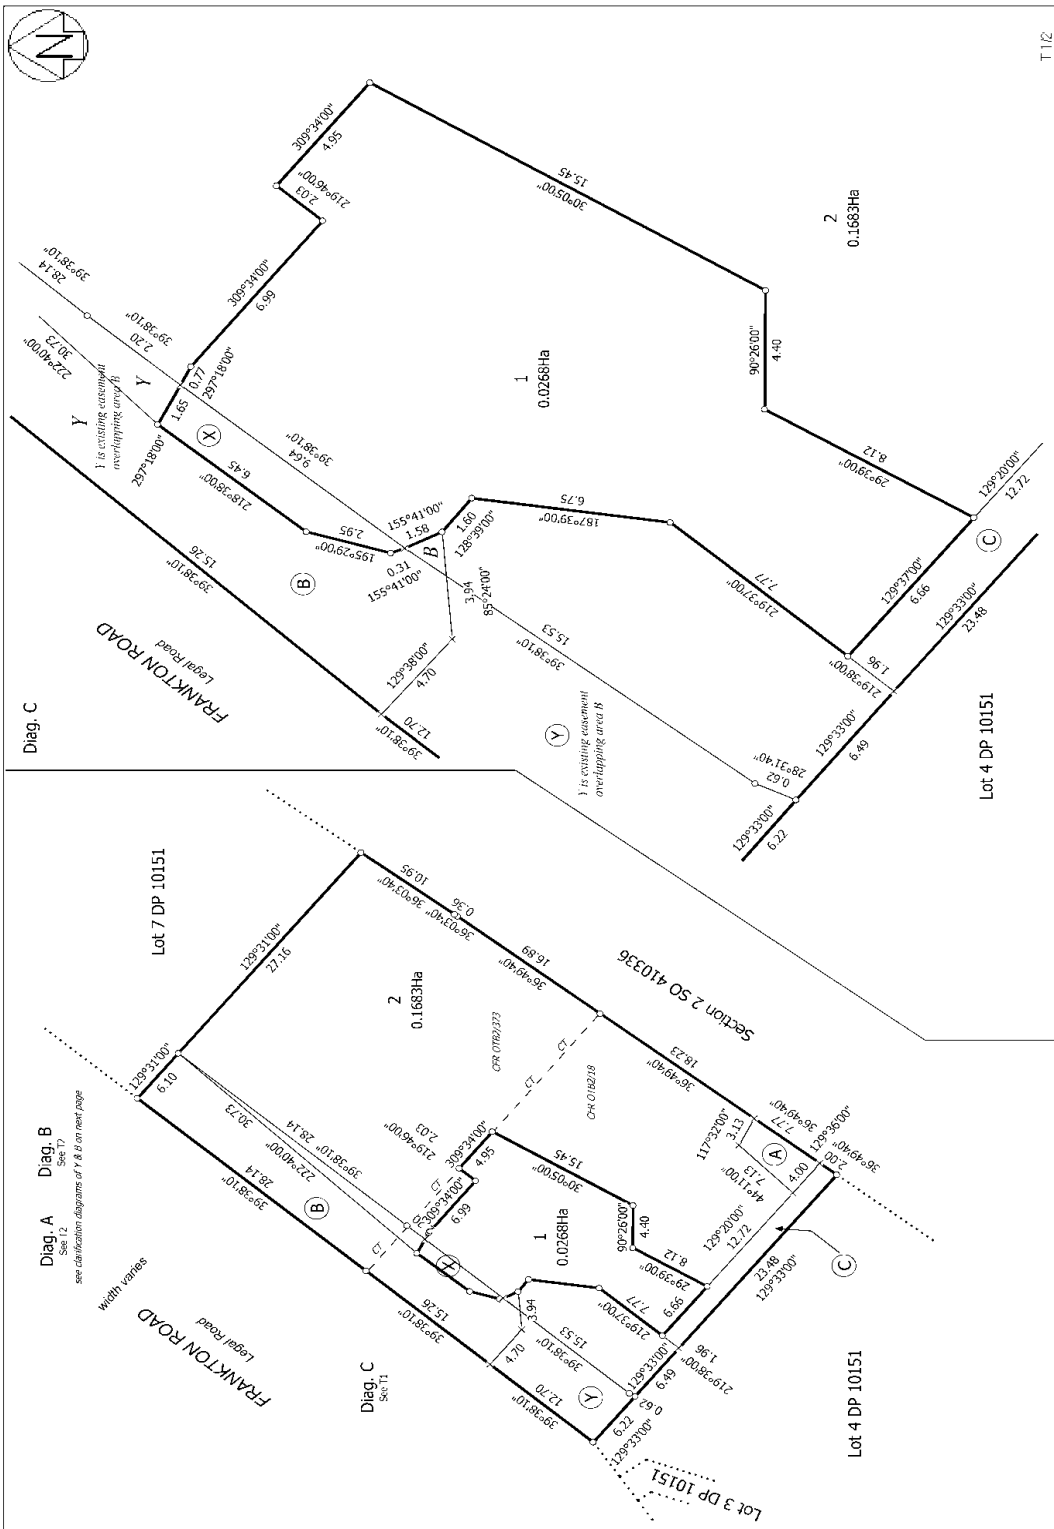 N
Diag. C
FRANKTON ROAD
Legal Road
39°38'10"
15.26
39°38'10"
12.70
129°38'00"
4.70
3.94
85°24'00"
Y
Y is existing easement
overlapping area B
Y
222°40'00"
30.73
28.14
39°38'10"
2.20
39°38'10"
297°18'00"
1.65
0.77
297°18'00"
X
218°38'00"
6.45
39°38'10"
9.64
195°29'00"
2.95
B
0.31
155°41'00"
155°41'00"
1.58
B
128°39'00"
1.60
187°39'00"
6.75
219°37'00"
7.77
309°34'00"
6.99
219°46'00"
2.03
309°34'00"
4.95
30°05'00"
15.45
1
0.0268Ha
2
0.1683Ha
90°26'00"
4.40
29°39'00"
8.12
129°20'00"
12.72
C
129°37'00"
6.66
219°38'00"
1.96
129°33'00"
23.48
129°33'00"
6.49
39°38'10"
15.53
28°31'40"
0.62
129°33'00"
6.22
Y
Y is existing easement
overlapping area B
Lot 4 DP 10151
T 1/2
Diag. A
See T2
Diag. B
See T2
see clarification diagrams of Y & B on next page
width varies
FRANKTON ROAD
Legal Road
Diag. C
See T1
Lot 7 DP 10151
129°31'00"
6.10
129°31'00"
27.16
36°03'40"
10.95
36°03'40"
0.36
36°49'40"
16.89
Section 2 SO 410336
36°49'40"
18.23
2
0.1683Ha
CFR OTB2/373
CT
CT
CFR OTB2/18
CT
CT
39°38'10"
28.14
B
222°40'00"
30.73
39°38'10"
28.14
219°46'00"
2.03
309°34'00"
4.95
309°34'00"
6.99
30°05'00"
15.45
1
0.0268Ha
90°26'00"
4.40
29°39'00"
8.12
39°38'10"
15.26
39°38'10"
12.70
4.70
3.94
39°38'10"
15.53
Y
219°37'00"
7.77
6.66
129°33'00"
6.49
0.62
6.22
129°33'00"
219°38'00"
1.96
129°20'00"
12.72
44°11'00"
7.13
117°32'00"
3.13
A
36°49'40"
7.77
129°36'00"
4.00
36°49'40"
2.00
23.48
129°33'00"
C
Lot 4 DP 10151
Lot 3 DP 10151